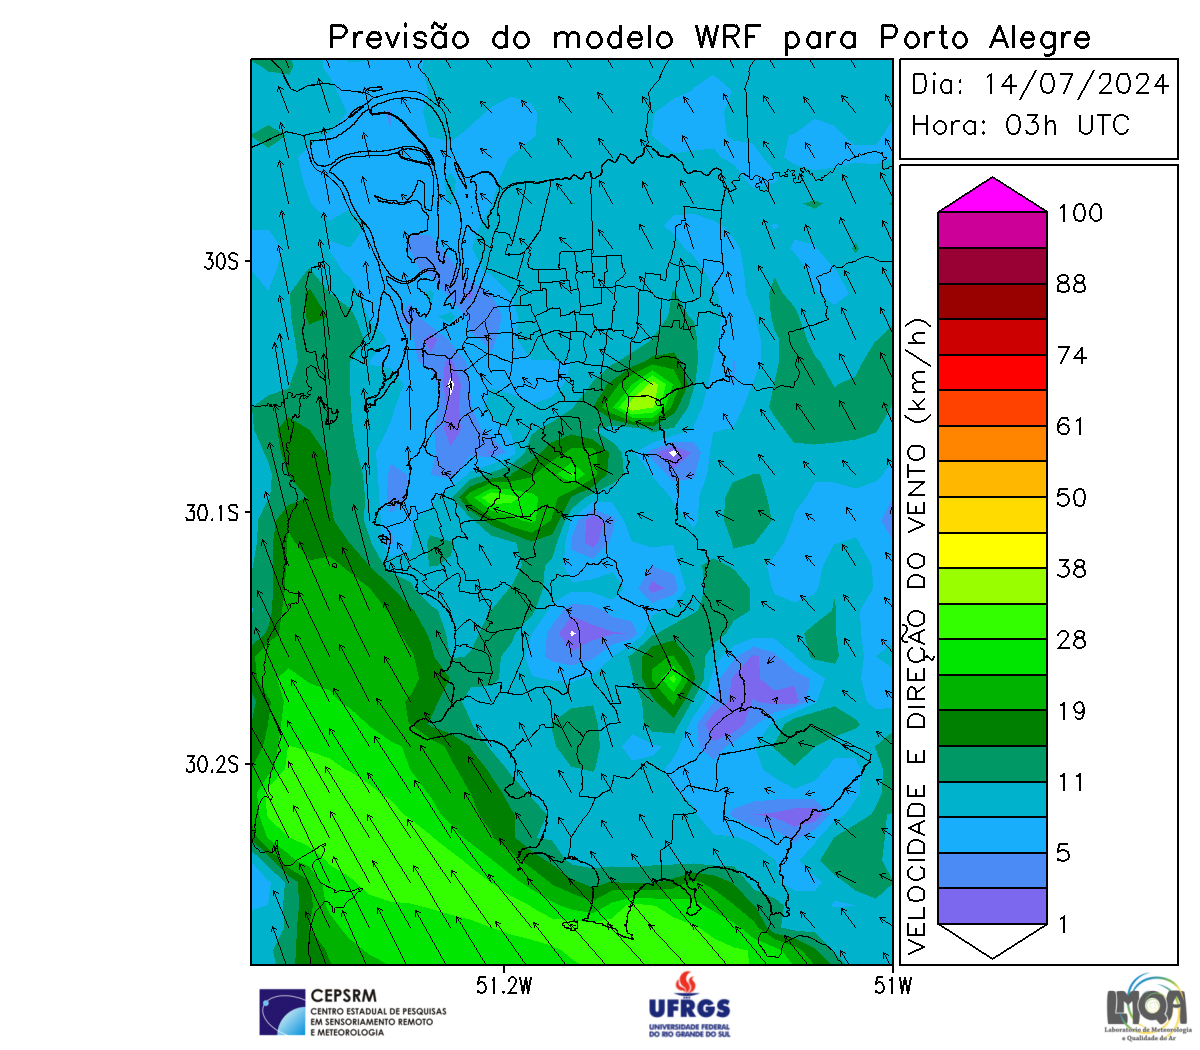 Previsão do modelo WRF para Porto Alegre
Dia: 14/07/2024
Hora: 03h UTC
30S
30.1S
30.2S
51.2W
51W
VELOCIDADE E DIREÇÃO DO VENTO (km/h)
100
88
74
61
50
38
28
19
11
5
1
CEPSRM
CENTRO ESTADUAL DE PESQUISAS
EM SENSORIAMENTO REMOTO
E METEOROLOGIA
UFRGS
UNIVERSIDADE FEDERAL
DO RIO GRANDE DO SUL
LMQA
Laboratório de Meteorologia
e Qualidade do Ar